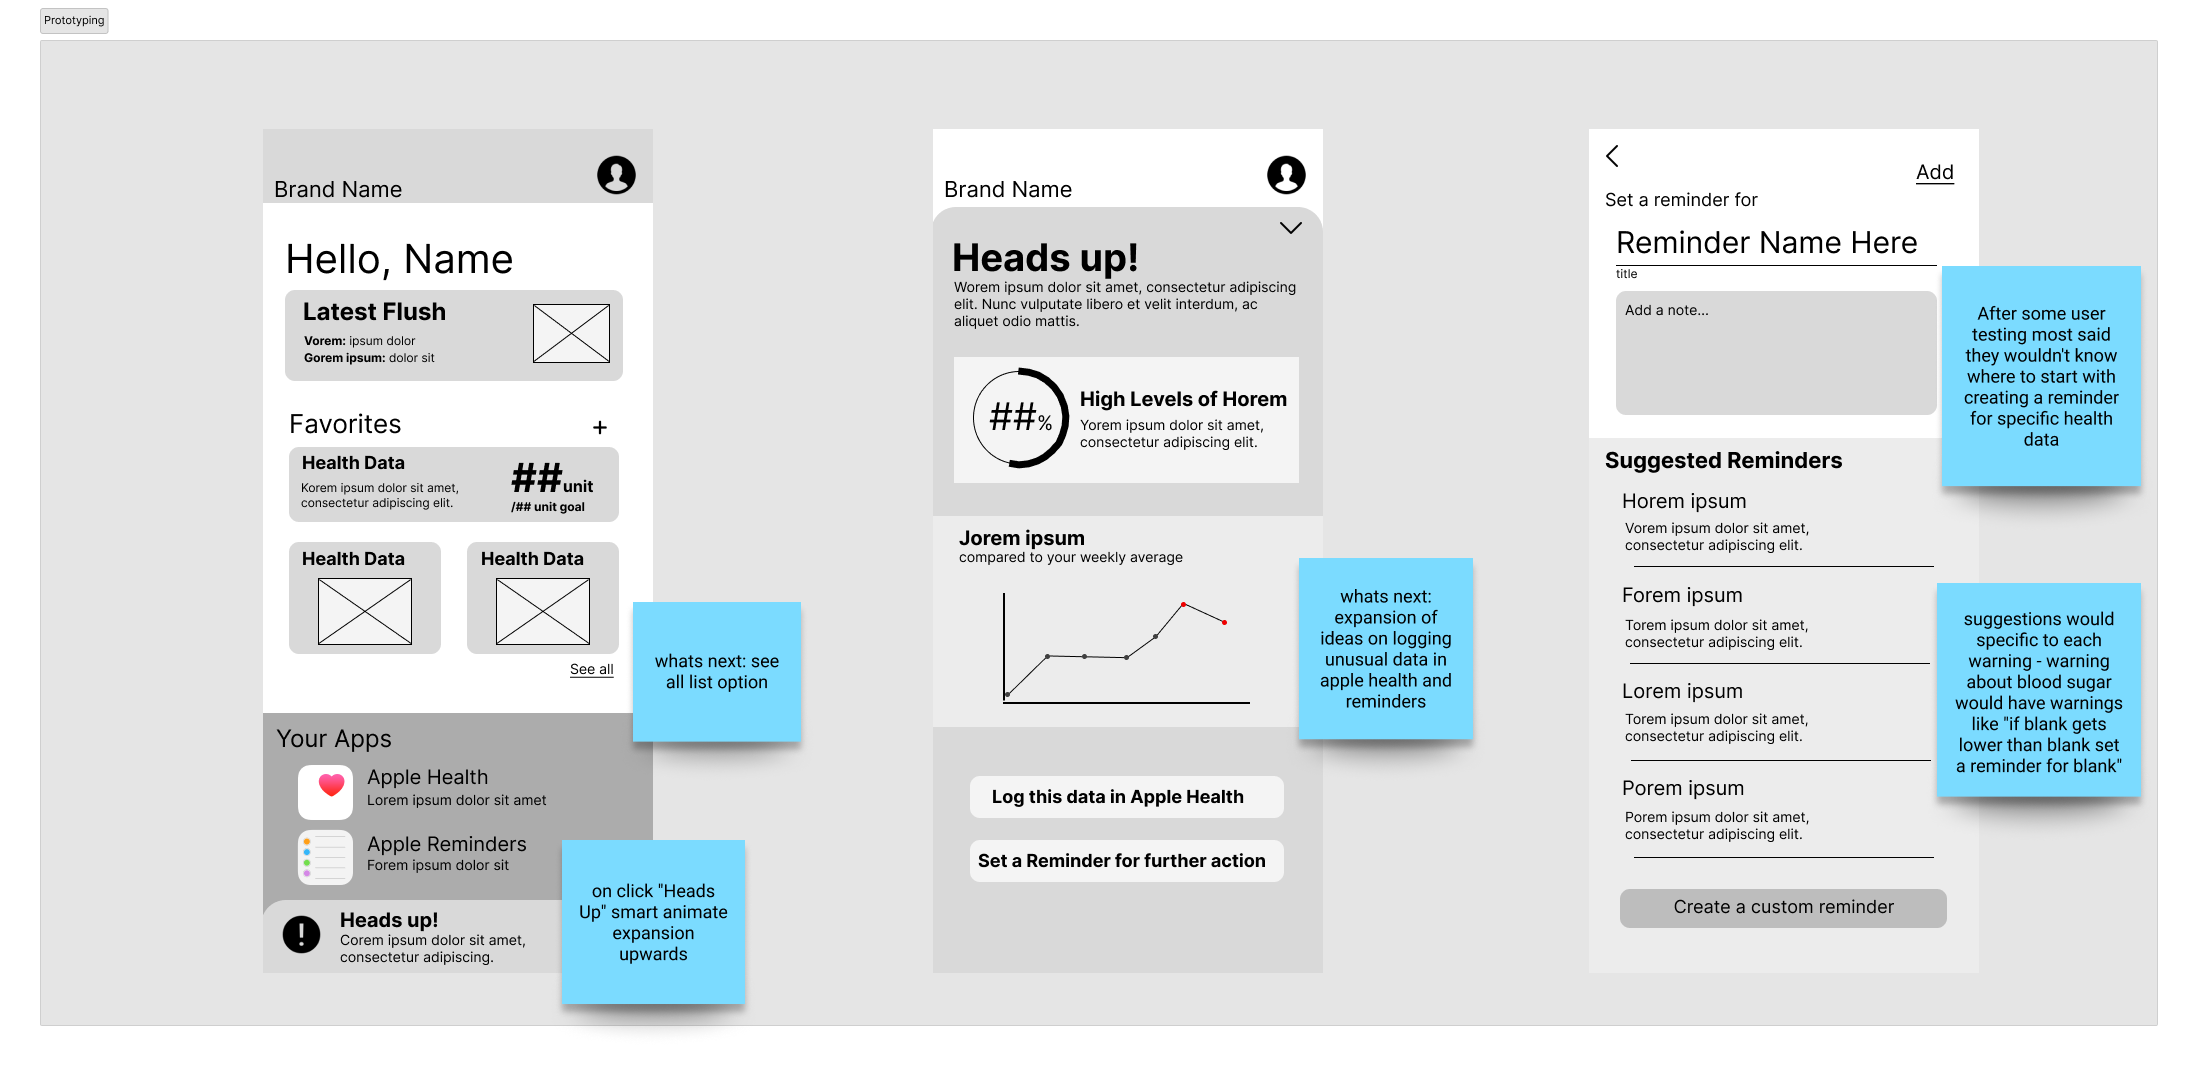 Prototyping
Brand Name
Hello, Name
Latest Flush
Vorem: ipsum dolor
Gorem ipsum: dolor sit
Favorites
+
Health Data
Korem ipsum dolor sit amet,
consectetur adipiscing elit.
##unit
/## unit goal
Health Data
Health Data
See all
whats next: see
all list option
Your Apps
Apple Health
Lorem ipsum dolor sit amet
Apple Reminders
Forem ipsum dolor sit
Heads up!
Corem ipsum dolor sit amet,
consectetur adipiscing.
on click "Heads
Up" smart animate
expansion
upwards
Brand Name
Heads up!
Worem ipsum dolor sit amet, consectetur adipiscing
elit. Nunc vulputate libero et velit interdum, ac
aliquet odio mattis.
##%
High Levels of Horem
Yorem ipsum dolor sit amet,
consectetur adipiscing elit.
Jorem ipsum
compared to your weekly average
whats next:
expansion of
ideas on logging
unusual data in
apple health and
reminders
Log this data in Apple Health
Set a Reminder for further action
Add
Set a reminder for
Reminder Name Here
title
Add a note...
After some user
testing most said
they wouldn't know
where to start with
creating a reminder
for specific health
data
Suggested Reminders
Horem ipsum
Vorem ipsum dolor sit amet,
consectetur adipiscing elit.
Forem ipsum
Torem ipsum dolor sit amet,
consectetur adipiscing elit.
Lorem ipsum
Torem ipsum dolor sit amet,
consectetur adipiscing elit.
Porem ipsum
Porem ipsum dolor sit amet,
consectetur adipiscing elit.
suggestions would
specific to each
warning - warning
about blood sugar
would have warnings
like "if blank gets
lower than blank set
a reminder for blank"
Create a custom reminder